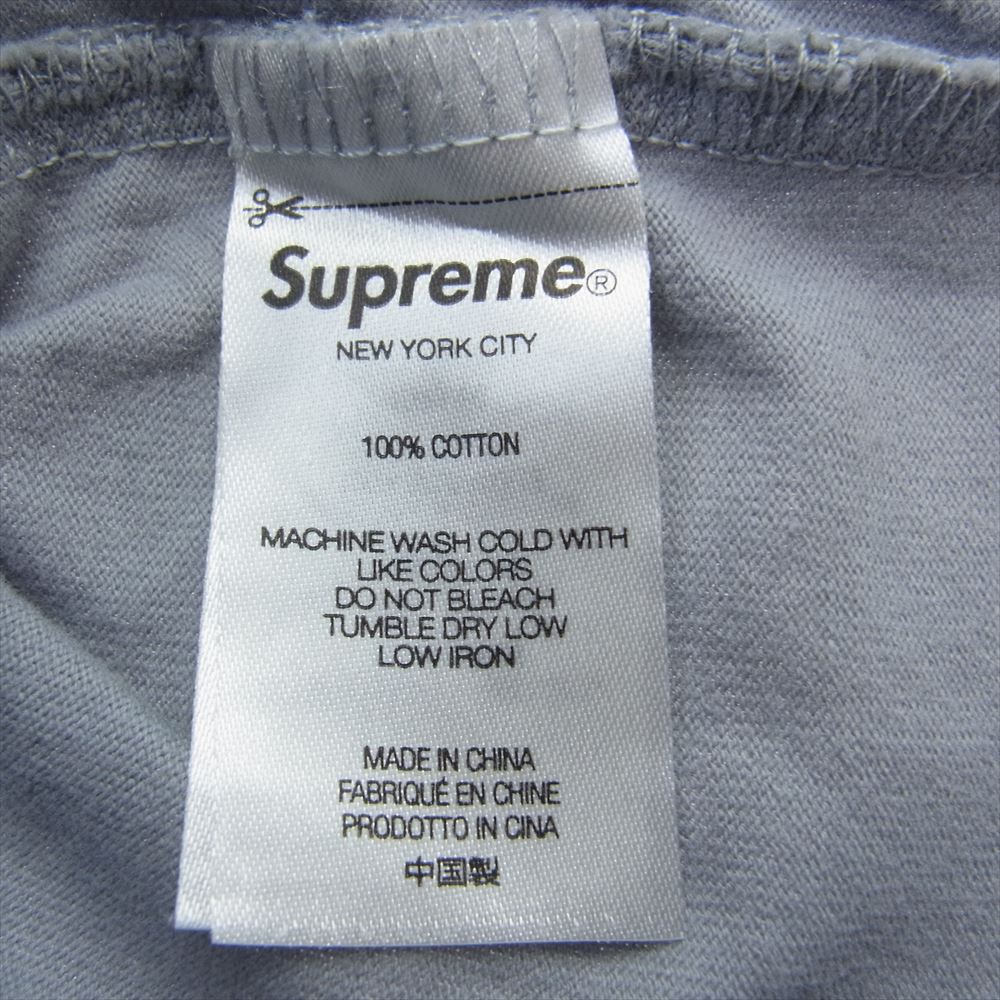 Supreme®
NEW YORK CITY
100% COTTON
MACHINE WASH COLD WITH
LIKE COLORS
DO NOT BLEACH
TUMBLE DRY LOW
LOW IRON
MADE IN CHINA
FABRIQUÉ EN CHINE
PRODOTTO IN CINA
中国製